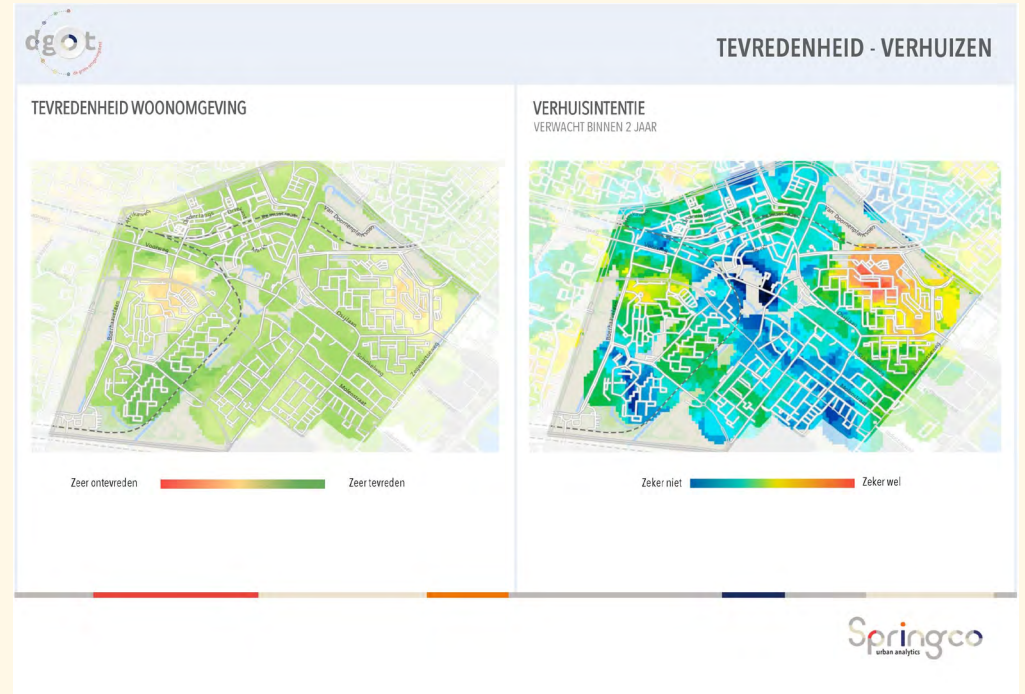 dgot
TEVREDENHEID - VERHUIZEN
TEVREDENHEID WOONOMGEVING
VERHUISINTENTIE
VERWACHT BINNEN 2 JAAR
Zeer ontevreden
Zeer tevreden
Zeker niet
Zeker wel
Springco
urban analytics